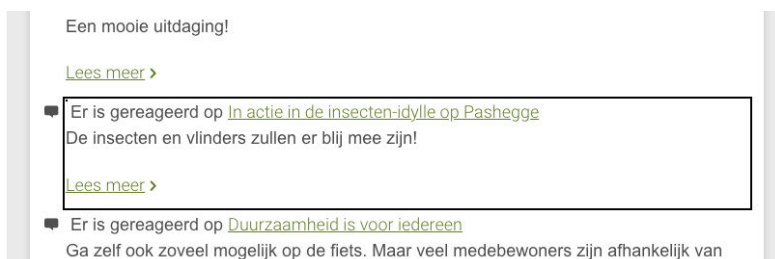 Een mooie uitdaging!
Lees meer >
Er is gereageerd op In actie in de insecten-idylle op Pashegge
De insecten en vlinders zullen er blij mee zijn!
Lees meer >
Er is gereageerd op Duurzaamheid is voor iedereen
Ga zelf ook zoveel mogelijk op de fiets. Maar veel medebewoners zijn afhankelijk van